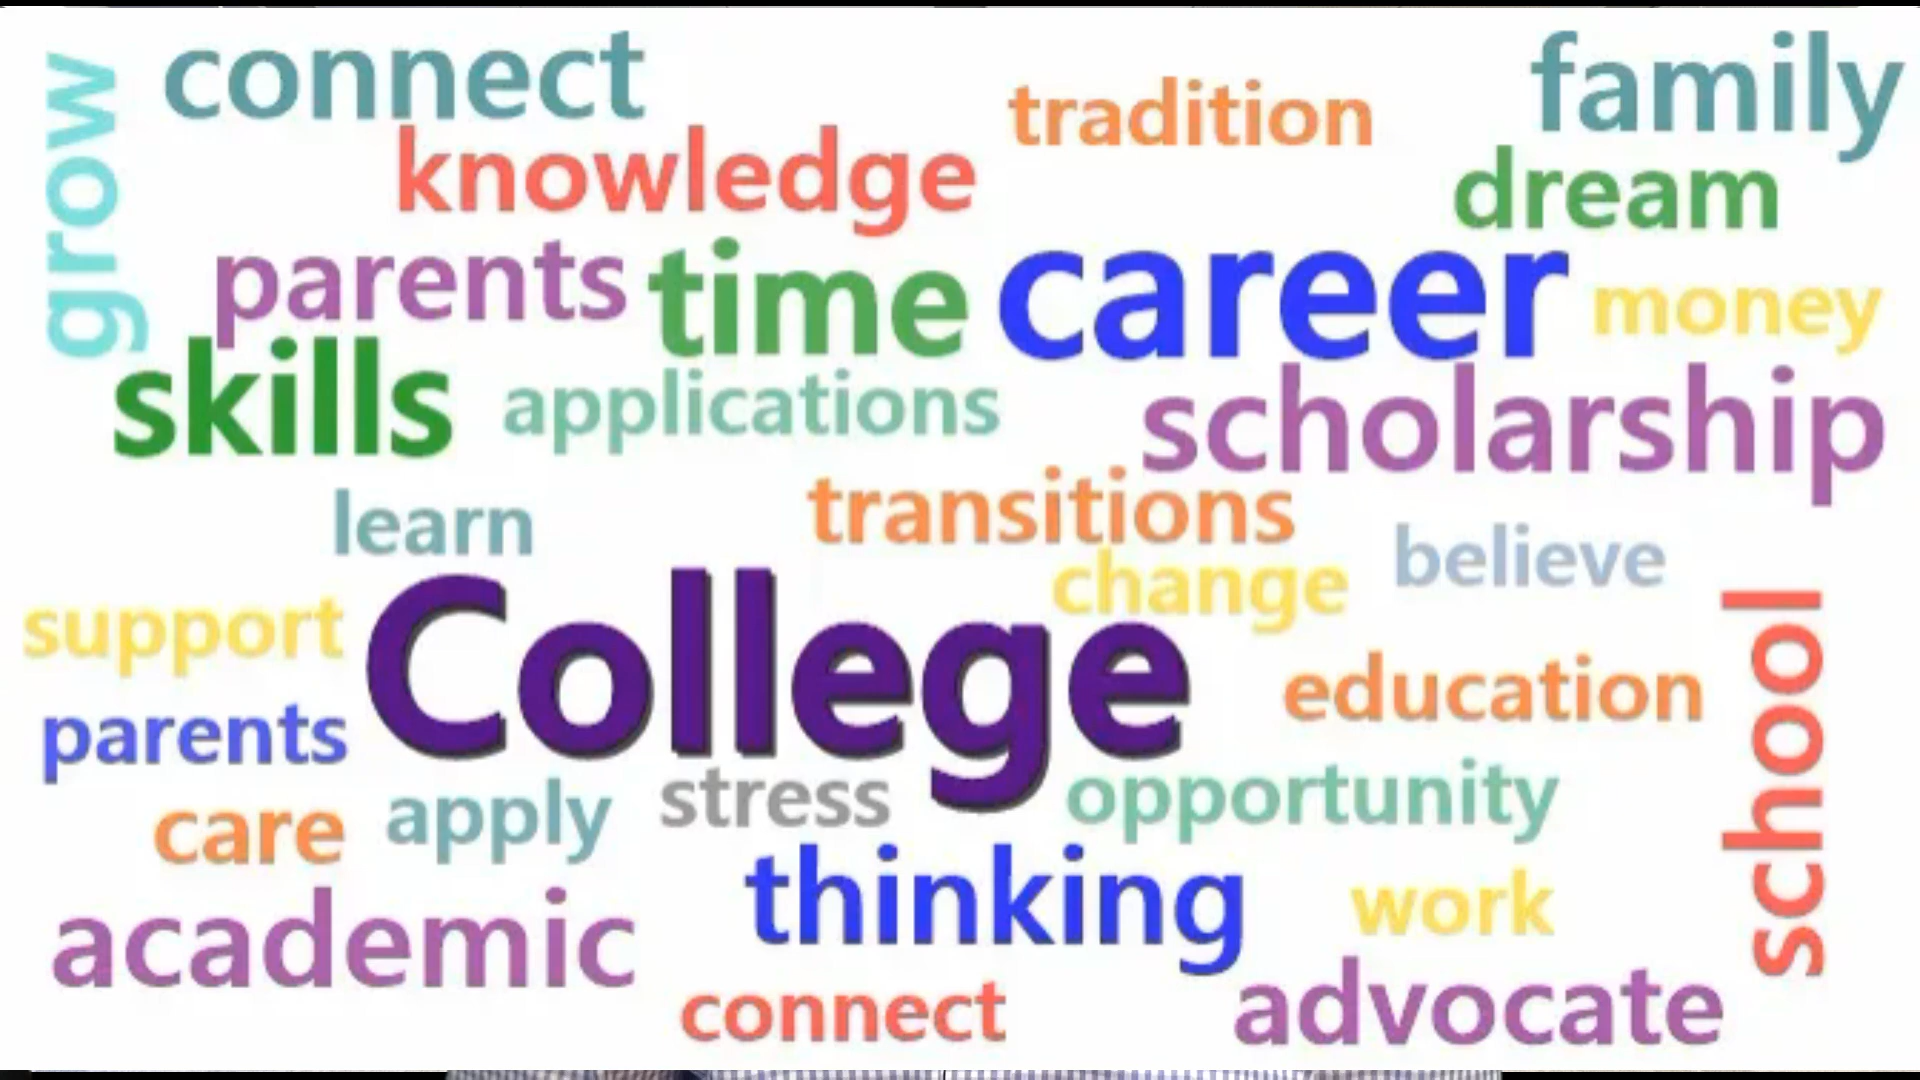 grow
connect
family
tradition
knowledge
dream
parents
time
career
money
skills
applications
scholarship
learn
transitions
believe
change
support
College
school
education
parents
care
apply
stress
opportunity
thinking
work
academic
connect
advocate